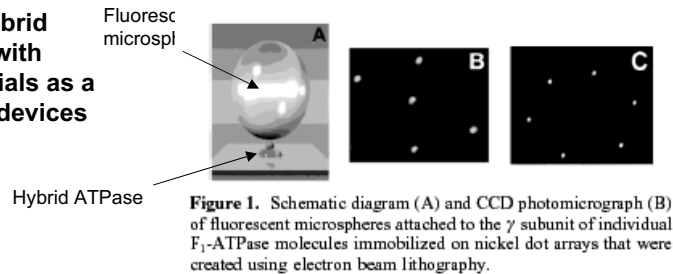 brid
with
ials as a
devices
Fluoresc
microsph
A
B
C
Hybrid ATPase
Figure 1. Schematic diagram (A) and CCD photomicrograph (B)
of fluorescent microspheres attached to the γ subunit of individual
F₁-ATPase molecules immobilized on nickel dot arrays that were
created using electron beam lithography.